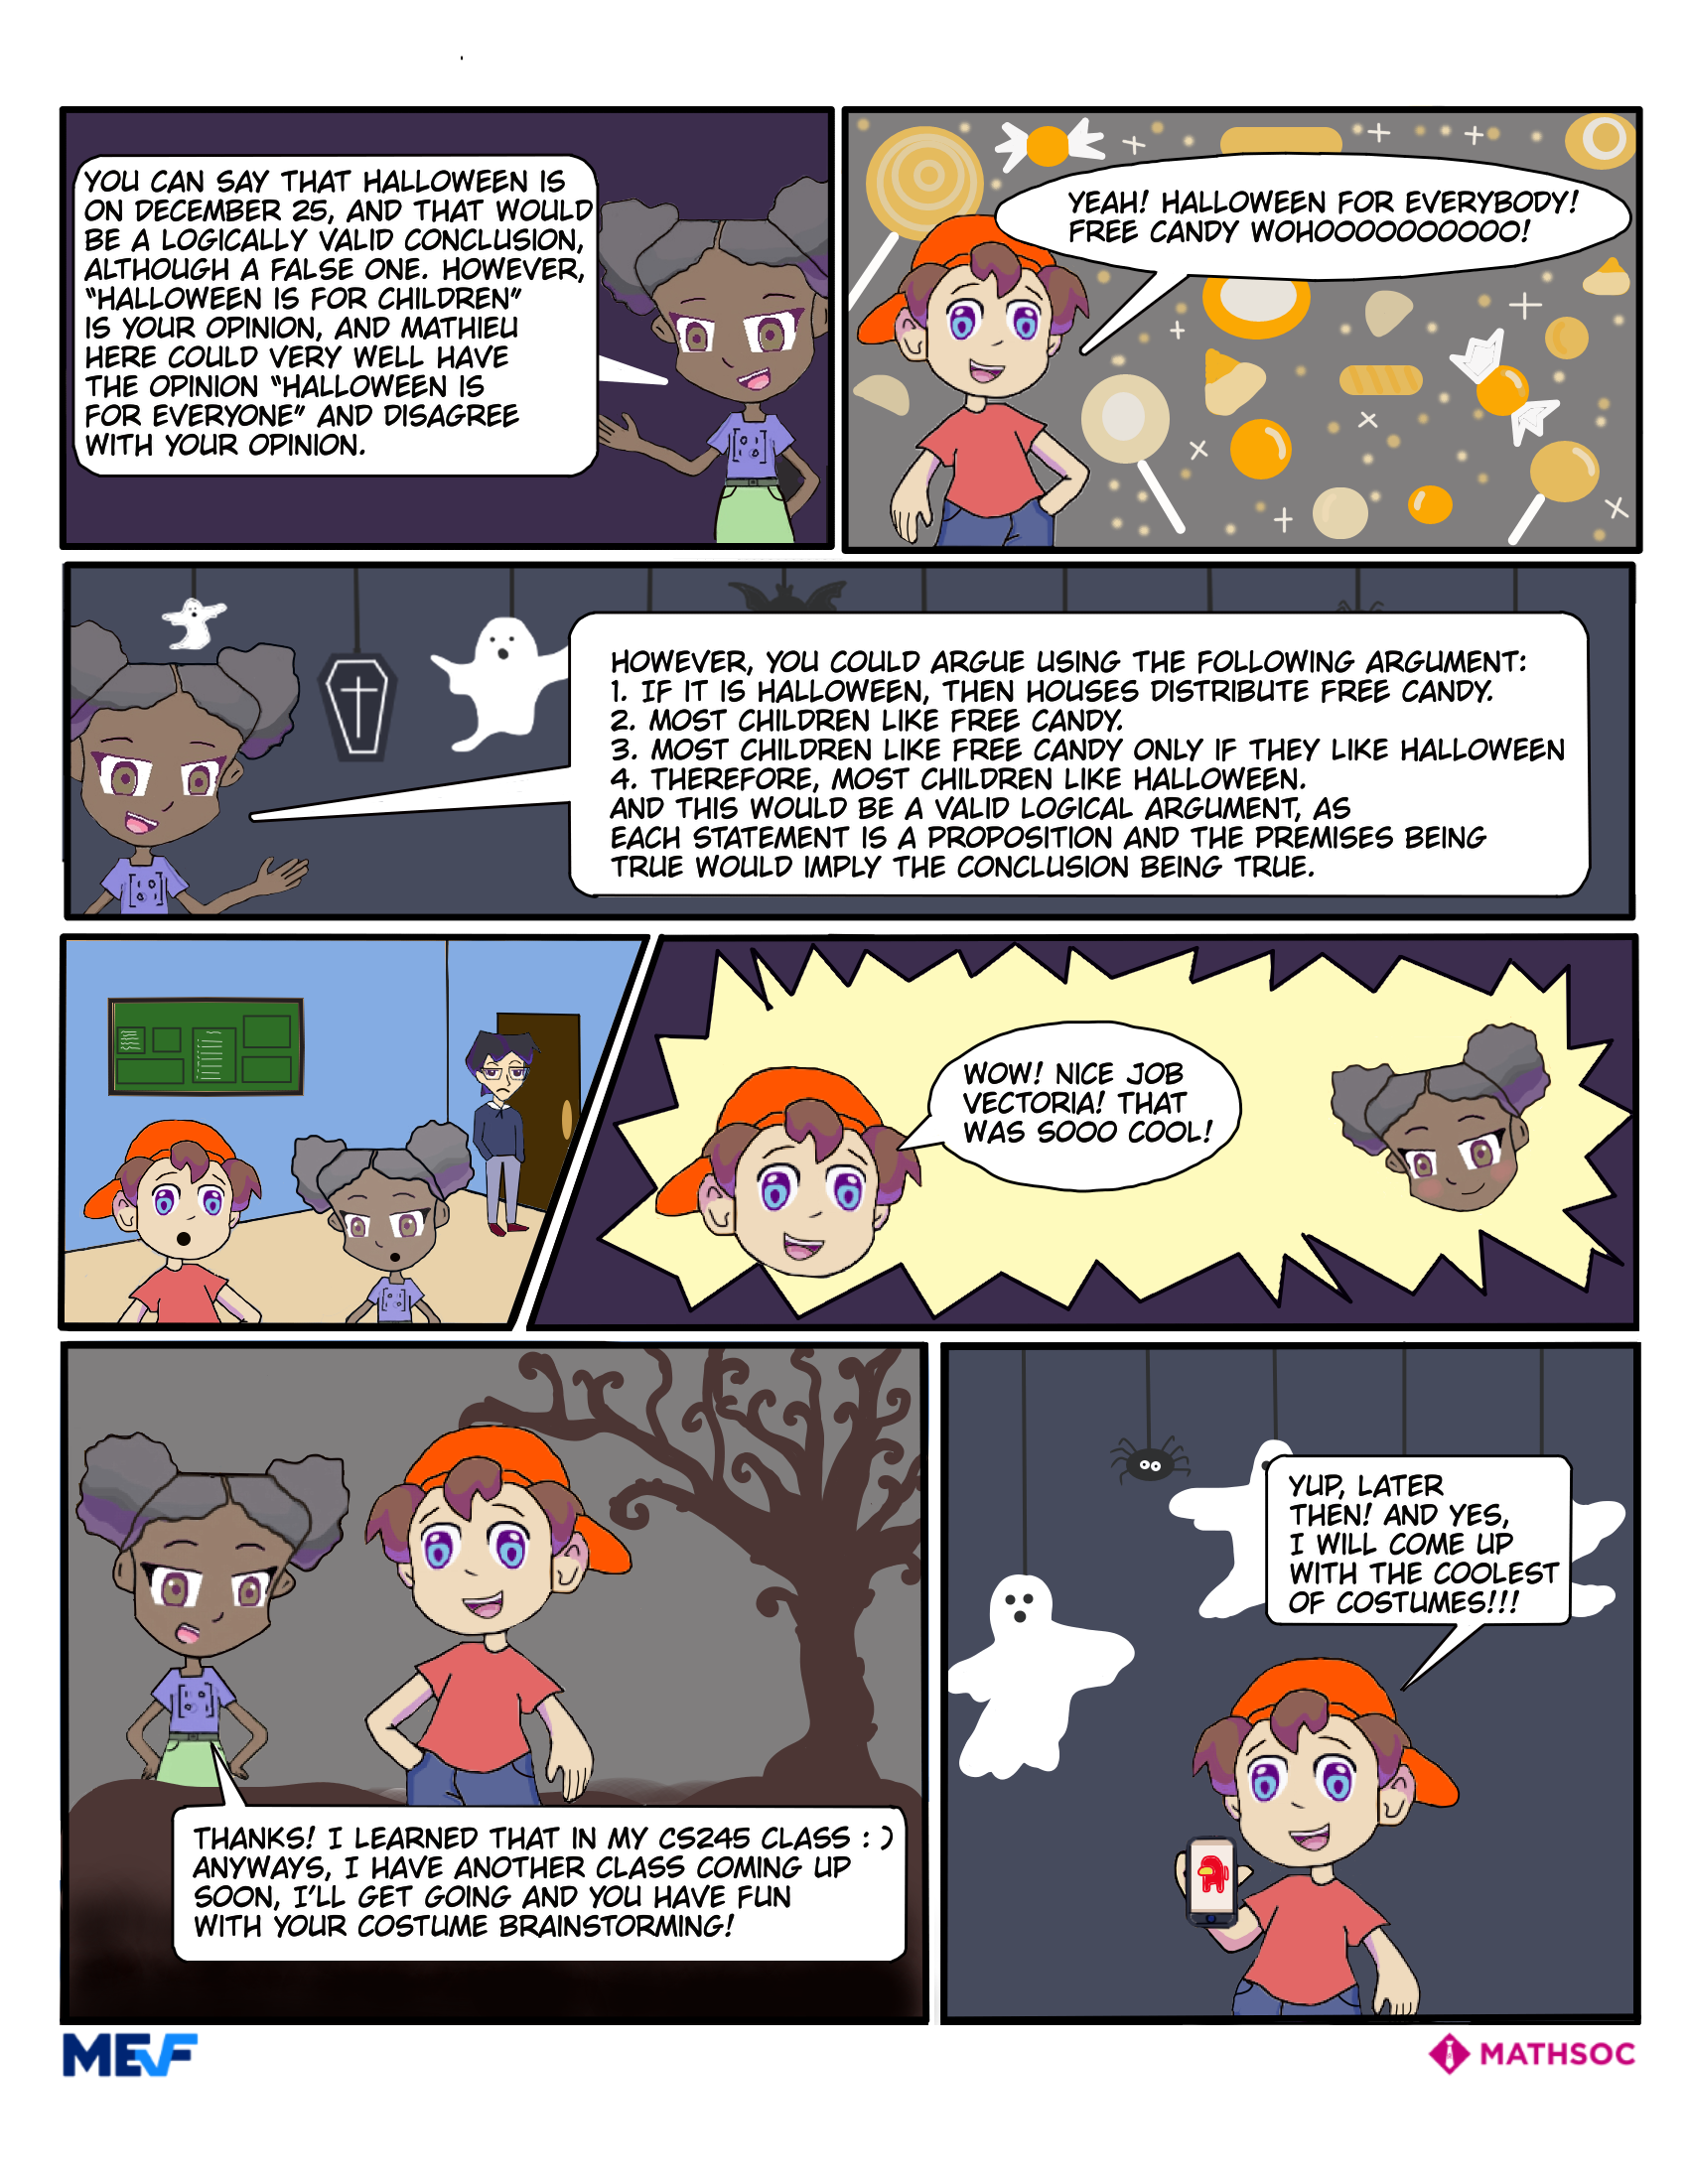 YOU CAN SAY THAT HALLOWEEN IS
ON DECEMBER 25, AND THAT WOULD
BE A LOGICALLY VALID CONCLUSION,
ALTHOUGH A FALSE ONE. HOWEVER,
"HALLOWEEN IS FOR CHILDREN"
IS YOUR OPINION, AND MATHIEU
HERE COULD VERY WELL HAVE
THE OPINION "HALLOWEEN IS
FOR EVERYONE" AND DISAGREE
WITH YOUR OPINION.
YEAH! HALLOWEEN FOR EVERYBODY!
FREE CANDY WOHOOOOOOOOOO!
HOWEVER, YOU COULD ARGUE USING THE FOLLOWING ARGUMENT:
1. IF IT IS HALLOWEEN, THEN HOUSES DISTRIBUTE FREE CANDY.
2. MOST CHILDREN LIKE FREE CANDY.
3. MOST CHILDREN LIKE FREE CANDY ONLY IF THEY LIKE HALLOWEEN
4. THEREFORE, MOST CHILDREN LIKE HALLOWEEN.
AND THIS WOULD BE A VALID LOGICAL ARGUMENT, AS
EACH STATEMENT IS A PROPOSITION AND THE PREMISES BEING
TRUE WOULD IMPLY THE CONCLUSION BEING TRUE.
WOW! NICE JOB
VECTORIA! THAT
WAS SOOO COOL!
THANKS! I LEARNED THAT IN MY CS245 CLASS : )
ANYWAYS, I HAVE ANOTHER CLASS COMING UP
SOON, I'LL GET GOING AND YOU HAVE FUN
WITH YOUR COSTUME BRAINSTORMING!
YUP, LATER
THEN! AND YES,
I WILL COME UP
WITH THE COOLEST
OF COSTUMES!!!
MEF
MATHSOC